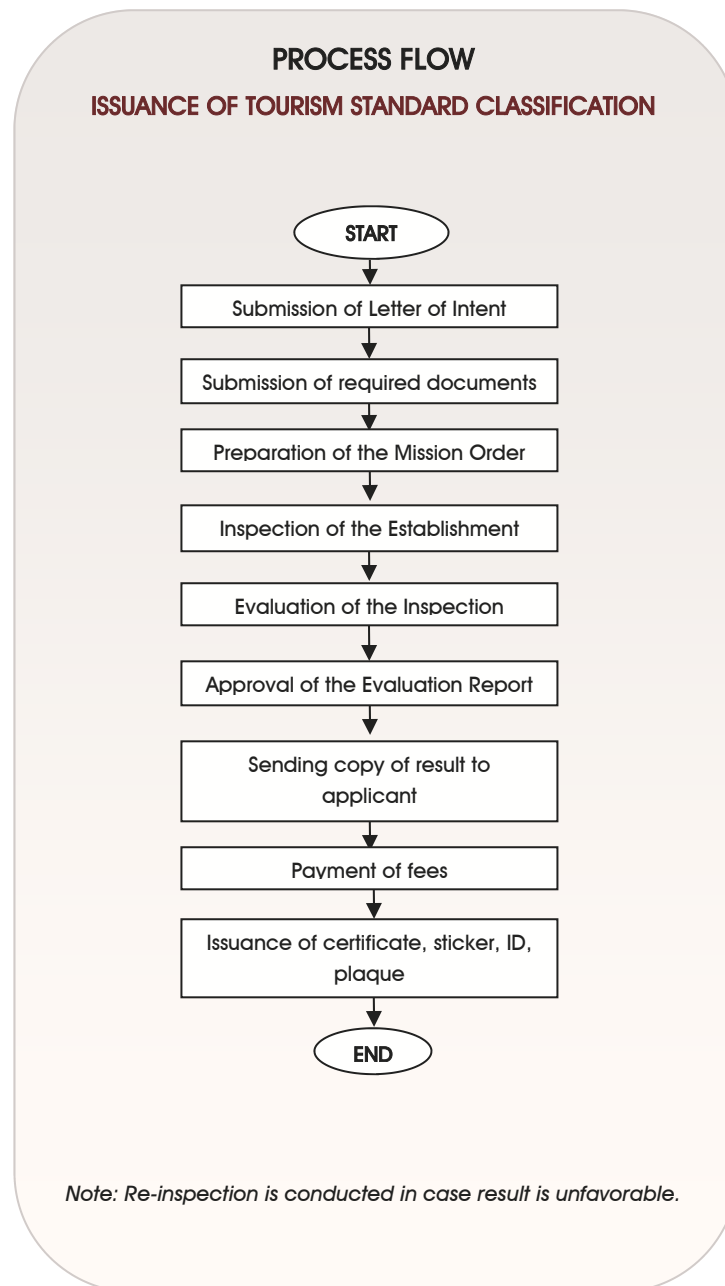 PROCESS FLOW
ISSUANCE OF TOURISM STANDARD CLASSIFICATION
START
Submission of Letter of Intent
Submission of required documents
Preparation of the Mission Order
Inspection of the Establishment
Evaluation of the Inspection
Approval of the Evaluation Report
Sending copy of result to
applicant
Payment of fees
Issuance of certificate, sticker, ID,
plaque
END
Note: Re-inspection is conducted in case result is unfavorable.